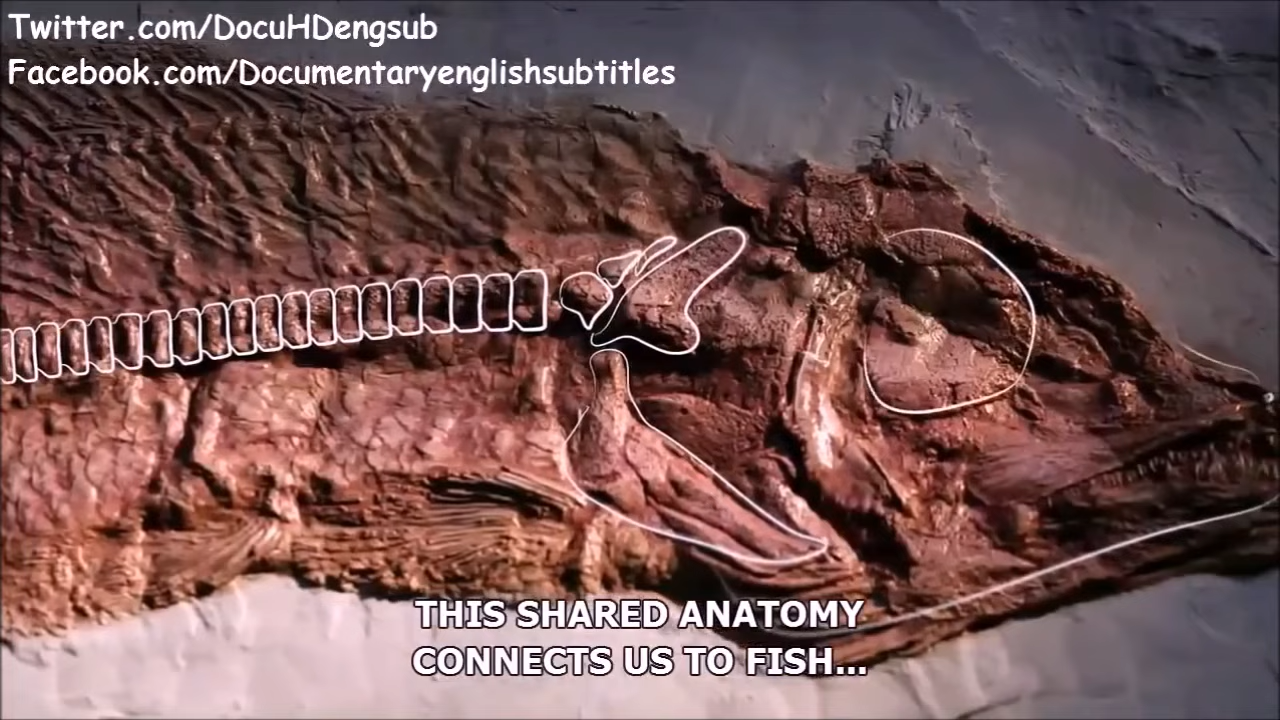 Twitter.com/DocuHDengsub
Facebook.com/Documentaryenglishsubtitles
THIS SHARED ANATOMY
CONNECTS US TO FISH...